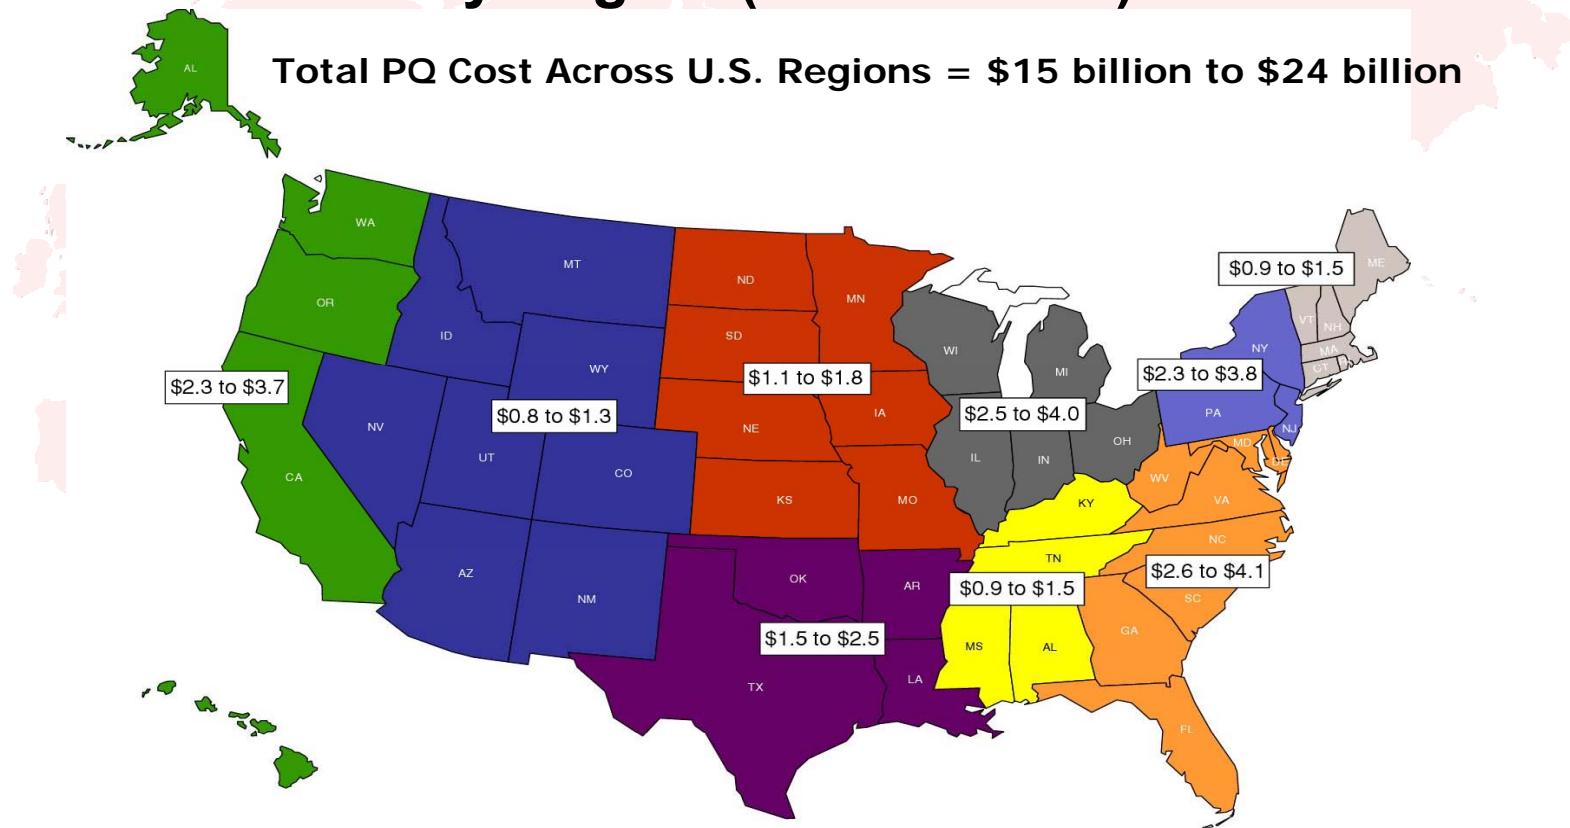 Total PQ Cost Across U.S. Regions = $15 billion to $24 billion
AL
WA
OR
CA
$2.3 to $3.7
MT
ID
WY
NV
UT
CO
AZ
NM
$0.8 to $1.3
ND
MN
SD
NE
IA
KS
MO
$1.1 to $1.8
WI
MI
IL
IN
OH
$2.5 to $4.0
ME
VT
NH
MA
CT
$0.9 to $1.5
NY
PA
NJ
$2.3 to $3.8
MD
DE
WV
VA
NC
SC
GA
FL
$2.6 to $4.1
KY
TN
MS
AL
$0.9 to $1.5
OK
AR
TX
LA
$1.5 to $2.5